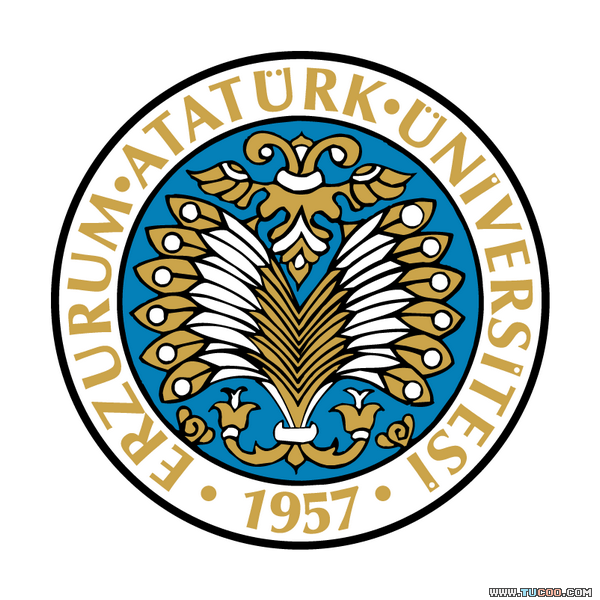 ERZURUM·ATATÜRK·ÜNİVERSİTESİ
· 1957 ·
WWW.TUCOO.COM